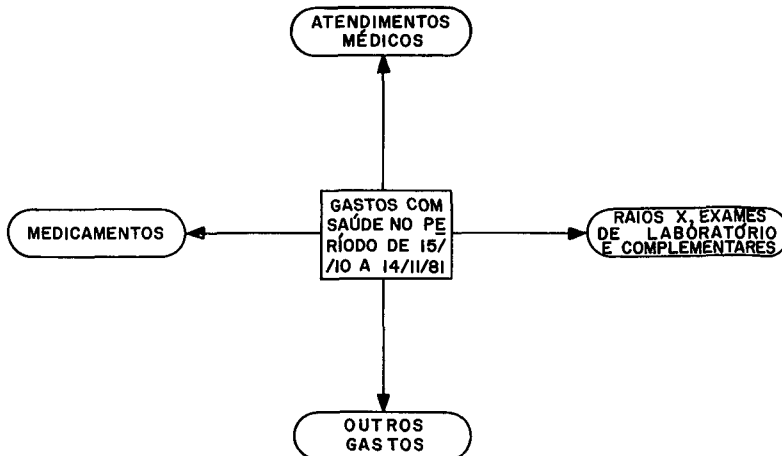 ATENDIMENTOS
MÉDICOS
MEDICAMENTOS
GASTOS COM
SAÚDE NO PE
RÍODO DE 15/
/10 A 14/11/81
RAIOS X, EXAMES
DE LABORATÓRIO
E COMPLEMENTARES
OUTROS
GASTOS